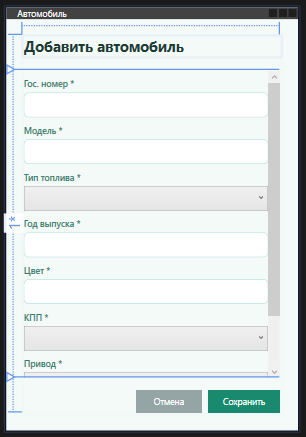 Автомобиль
Добавить автомобиль
Гос. номер *
Модель *
Тип топлива *
Год выпуска *
Цвет *
КПП *
Привод *
Отмена Сохранить